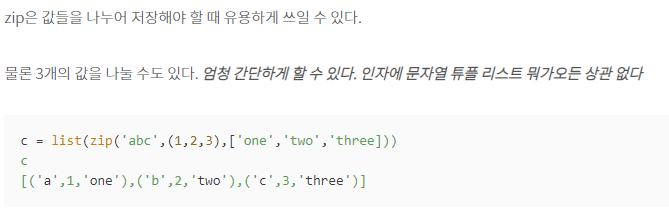 zip은 값들을 나누어 저장해야 할 때 유용하게 쓰일 수 있다.
물론 3개의 값을 나눌 수도 있다. 엄청 간단하게 할 수 있다. 인자에 문자열 튜플 리스트 뭐가오든 상관 없다
c = list(zip('abc',(1,2,3),['one','two','three']))
c
[('a',1,'one'),('b',2,'two'),('c',3,'three')]